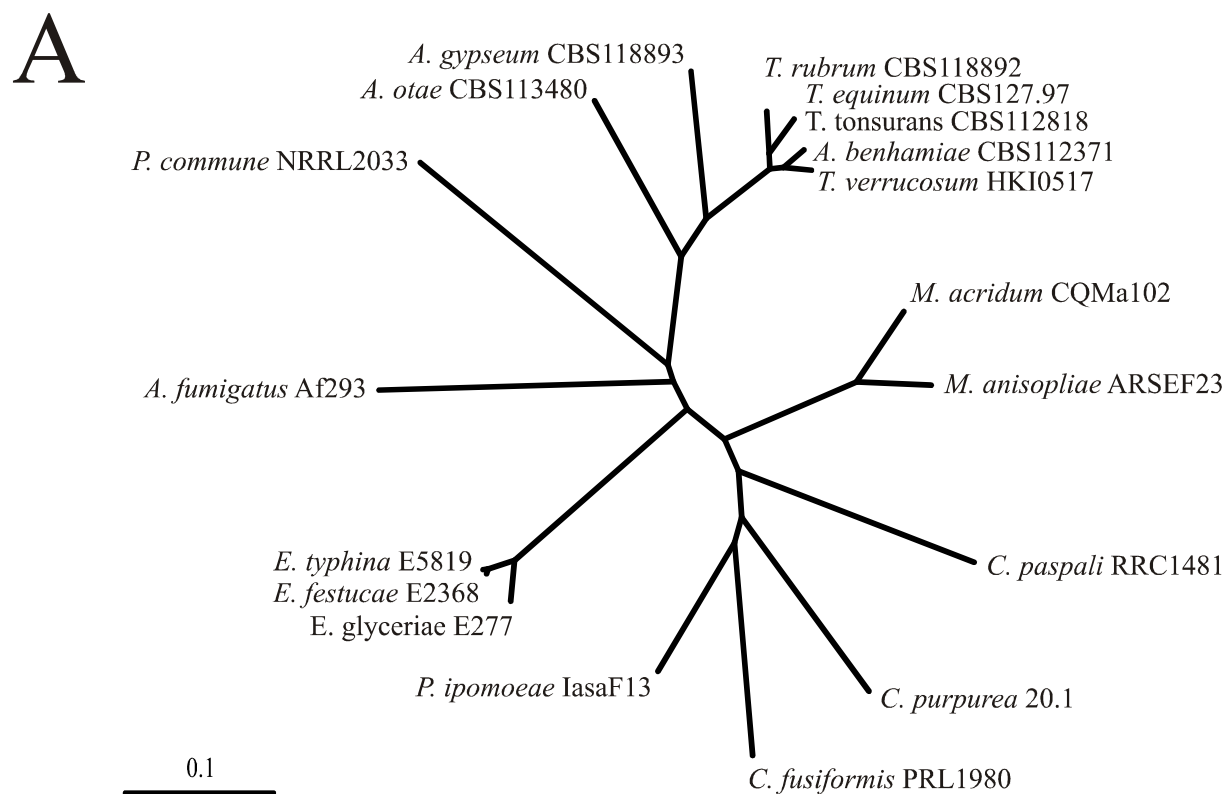 A
A. gypseum CBS118893
A. otae CBS113480
T. rubrum CBS118892
T. equinum CBS127.97
T. tonsurans CBS112818
A. benhamiae CBS112371
T. verrucosum HKI0517
P. commune NRRL2033
M. acridum CQMa102
A. fumigatus Af293
M. anisopliae ARSEF23
E. typhina E5819
E. festucae E2368
E. glyceriae E277
C. paspali RRC1481
P. ipomoeae IasaF13
C. purpurea 20.1
C. fusiformis PRL1980
0.1